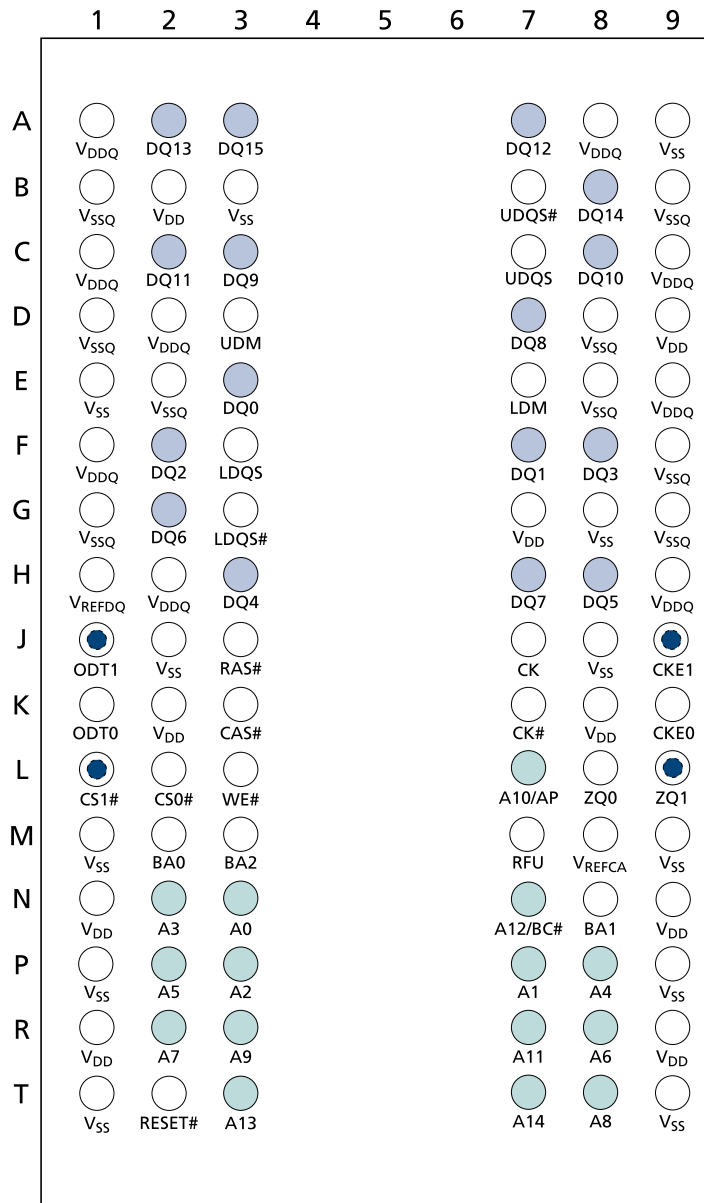 1 2 3 4 5 6 7 8 9
A
VDDQ DQ13 DQ15 DQ12 VDDQ VSS
B
VSSQ VDD VSS UDQS# DQ14 VSSQ
C
VDDQ DQ11 DQ9 UDQS DQ10 VDDQ
D
VSSQ VDDQ UDM DQ8 VSSQ VDD
E
VSS VSSQ DQ0 LDM VSSQ VDDQ
F
VDDQ DQ2 LDQS DQ1 DQ3 VSSQ
G
VSSQ DQ6 LDQS# VDD VSS VSSQ
H
VREFDQ VDDQ DQ4 DQ7 DQ5 VDDQ
J
ODT1 VSS RAS# CK VSS CKE1
K
ODT0 VDD CAS# CK# VDD CKE0
L
CS1# CS0# WE# A10/AP ZQ0 ZQ1
M
VSS BA0 BA2 RFU VREFCA VSS
N
VDD A3 A0 A12/BC# BA1 VDD
P
VSS A5 A2 A1 A4 VSS
R
VDD A7 A9 A11 A6 VDD
T
VSS RESET# A13 A14 A8 VSS